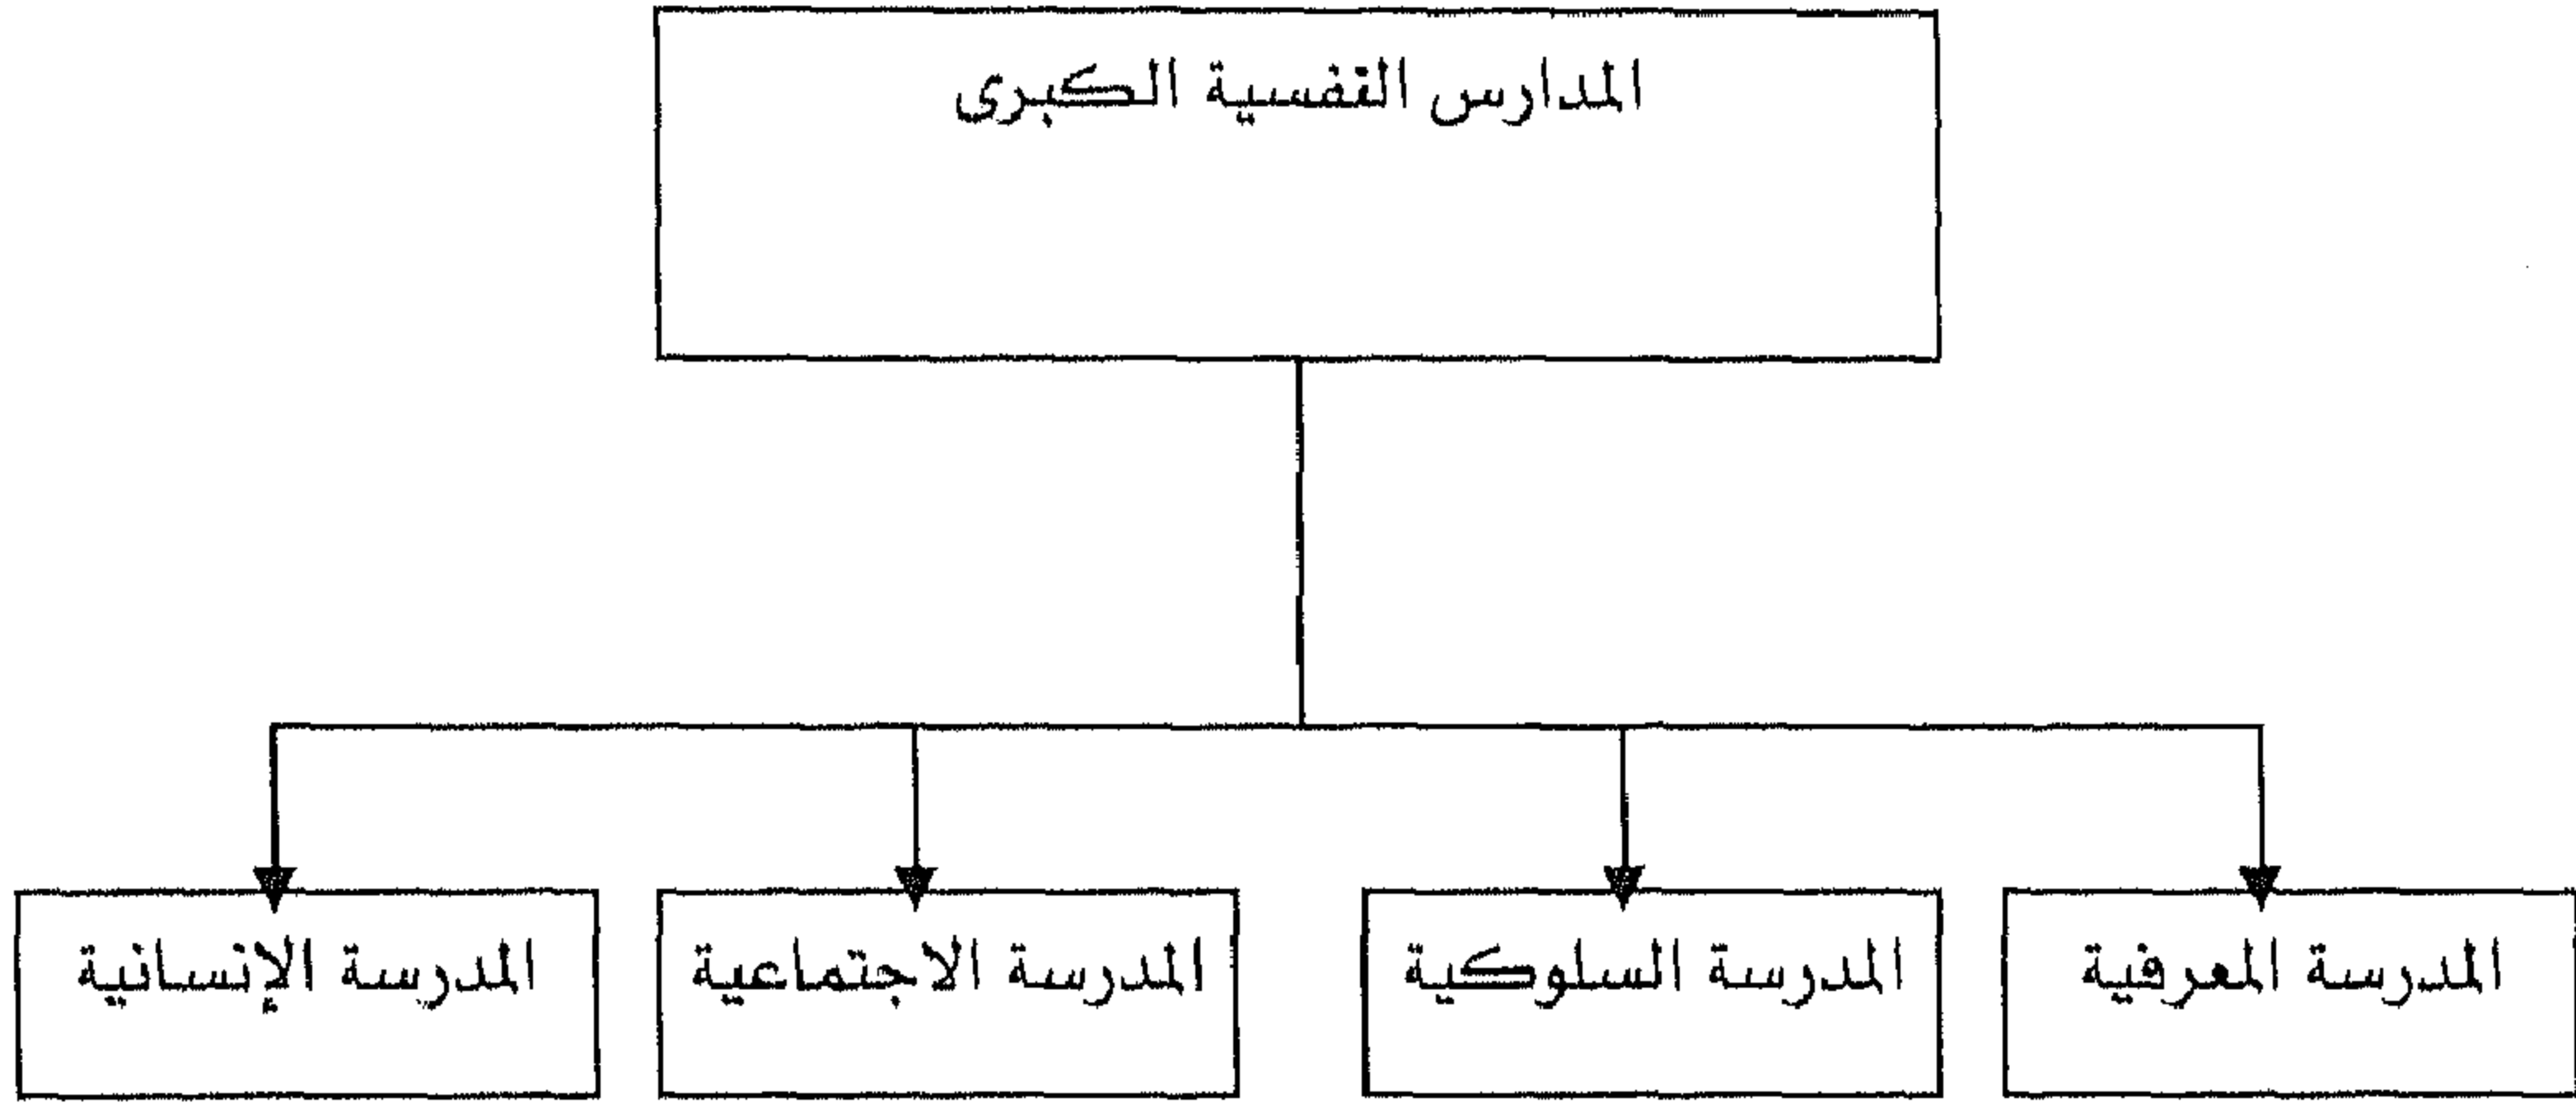 المدارس النفسية الكبرى
المدرسة المعرفية
المدرسة السلوكية
المدرسة الاجتماعية
المدرسة الإنسانية